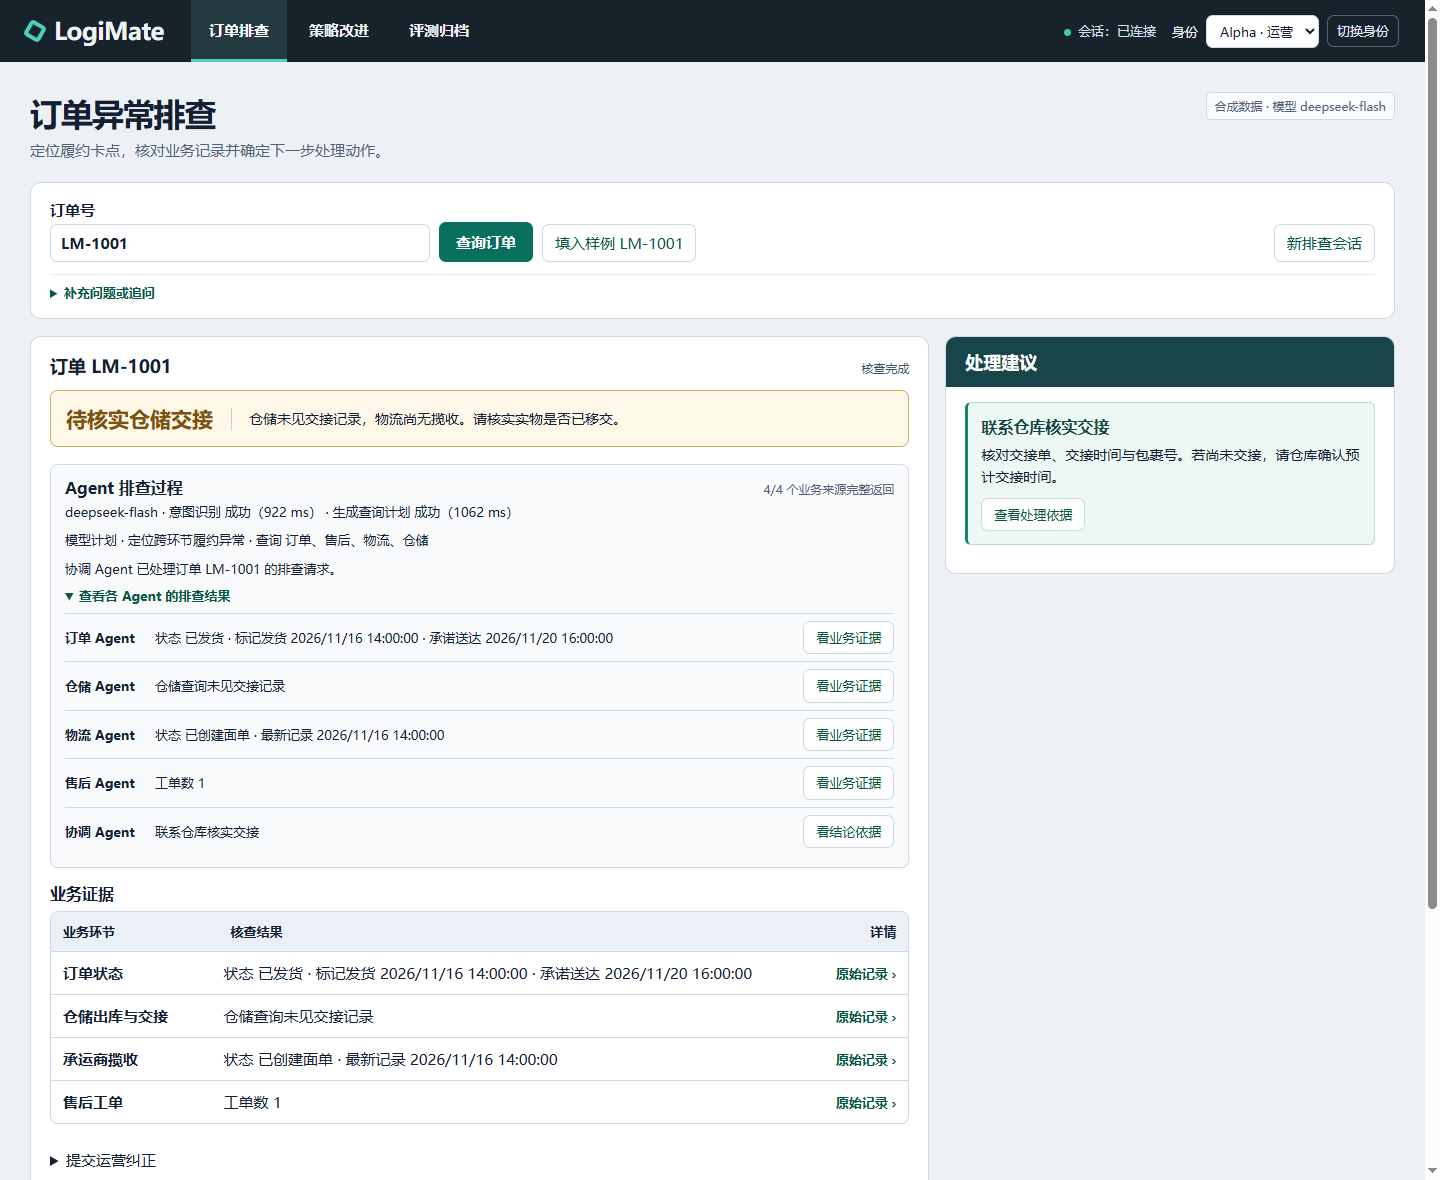 LogiMate
订单排查
策略改进
评测归档
会话：已连接
身份
Alpha · 运营
切换身份
订单异常排查
合成数据 · 模型 deepseek-flash
定位履约卡点，核对业务记录并确定下一步处理动作。
订单号
LM-1001
查询订单
填入样例 LM-1001
新排查会话
补充问题或追问
订单 LM-1001
核查完成
待核实仓储交接
仓储未见交接记录，物流尚无揽收。请核实实物是否已移交。
Agent 排查过程
4/4 个业务来源完整返回
deepseek-flash · 意图识别 成功（922 ms） · 生成查询计划 成功（1062 ms）
模型计划 · 定位跨环节履约异常 · 查询 订单、售后、物流、仓储
协调 Agent 已处理订单 LM-1001 的排查请求。
查看各 Agent 的排查结果
订单 Agent 状态 已发货 · 标记发货 2026/11/16 14:00:00 · 承诺送达 2026/11/20 16:00:00 看业务证据
仓储 Agent 仓储查询未见交接记录 看业务证据
物流 Agent 状态 已创建面单 · 最新记录 2026/11/16 14:00:00 看业务证据
售后 Agent 工单数 1 看业务证据
协调 Agent 联系仓库核实交接 看结论依据
业务证据
业务环节 核查结果 详情
订单状态 状态 已发货 · 标记发货 2026/11/16 14:00:00 · 承诺送达 2026/11/20 16:00:00 原始记录 ›
仓储出库与交接 仓储查询未见交接记录 原始记录 ›
承运商揽收 状态 已创建面单 · 最新记录 2026/11/16 14:00:00 原始记录 ›
售后工单 工单数 1 原始记录 ›
提交运营纠正
处理建议
联系仓库核实交接
核对交接单、交接时间与包裹号。若尚未交接，请仓库确认预
计交接时间。
查看处理依据